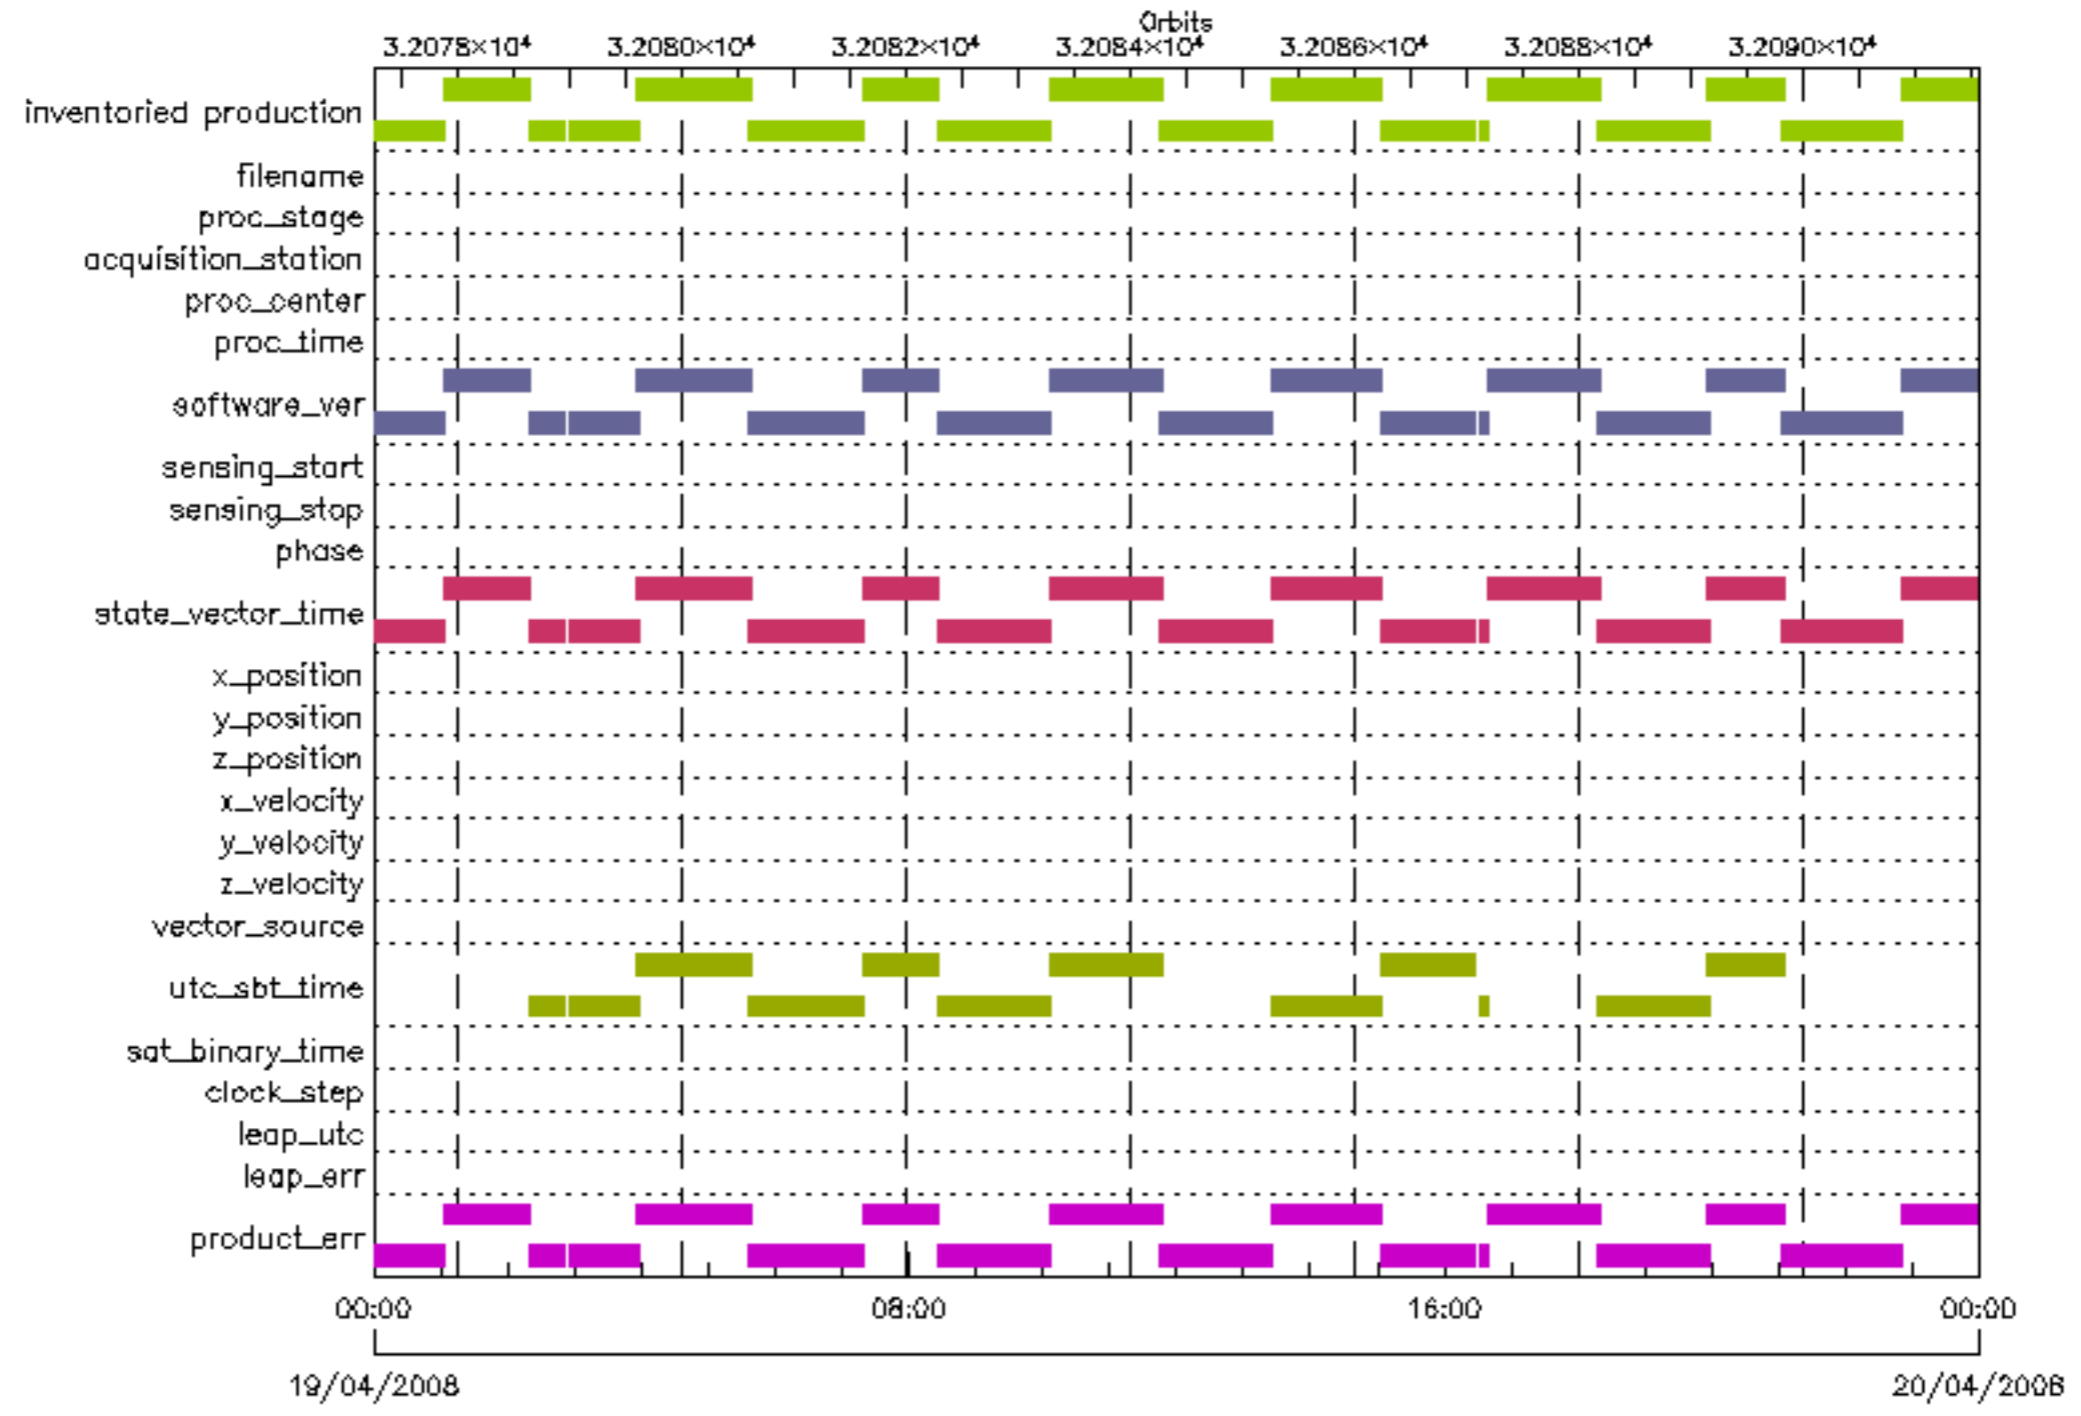 Orbits
3.2078×10⁴ 3.2080×10⁴ 3.2082×10⁴ 3.2084×10⁴ 3.2086×10⁴ 3.2088×10⁴ 3.2090×10⁴
inventoried production
filename
proc_stage
acquisition_station
proc_center
proc_time
software_ver
sensing_start
sensing_stop
phase
state_vector_time
x_position
y_position
z_position
x_velocity
y_velocity
z_velocity
vector_source
utc_sbt_time
sat_binary_time
clock_step
leap_utc
leap_err
product_err
00:00 08:00 16:00 00:00
19/04/2008 20/04/2008